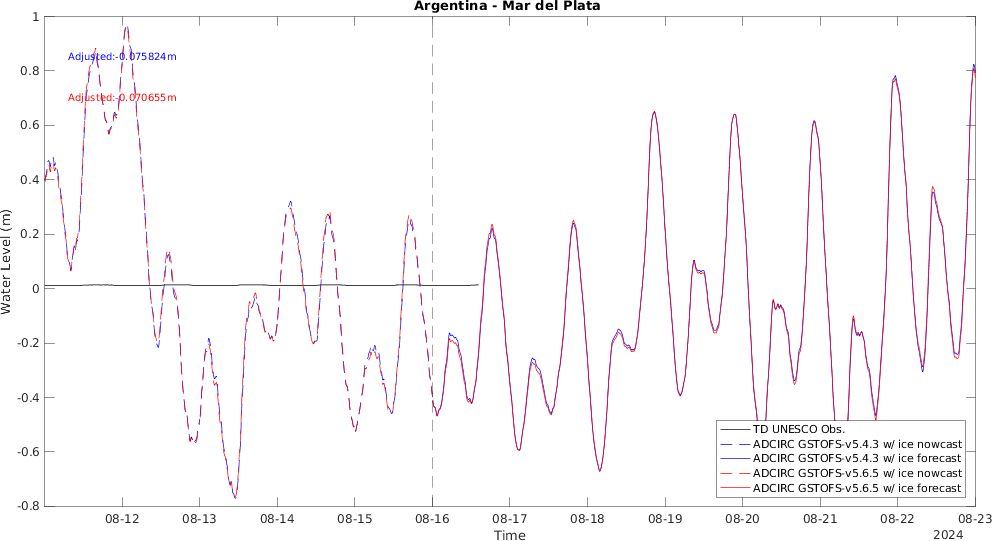 Argentina - Mar del Plata
Adjusted:-0.075824m
Adjusted:-0.070655m
Water Level (m)
1
0.8
0.6
0.4
0.2
0
-0.2
-0.4
-0.6
-0.8
TD UNESCO Obs.
ADCIRC GSTOFS-v5.4.3 w/ ice nowcast
ADCIRC GSTOFS-v5.4.3 w/ ice forecast
ADCIRC GSTOFS-v5.6.5 w/ ice nowcast
ADCIRC GSTOFS-v5.6.5 w/ ice forecast
08-12 08-13 08-14 08-15 08-16 08-17 08-18 08-19 08-20 08-21 08-22 08-23
Time
2024